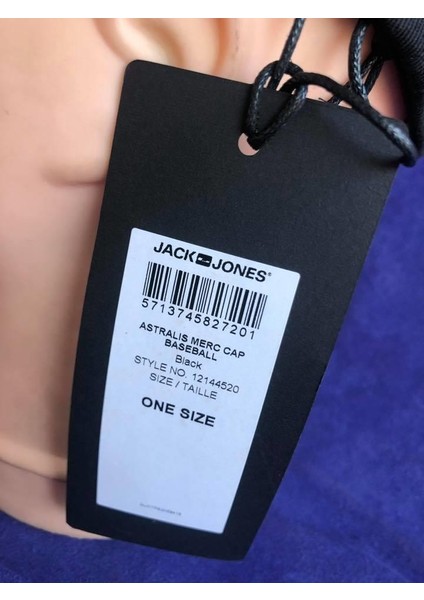 JACK JONES®
5713745827201
ASTRALIS MERC CAP
BASEBALL
Black
STYLE NO. 12144520
SIZE / TAILLE
ONE SIZE